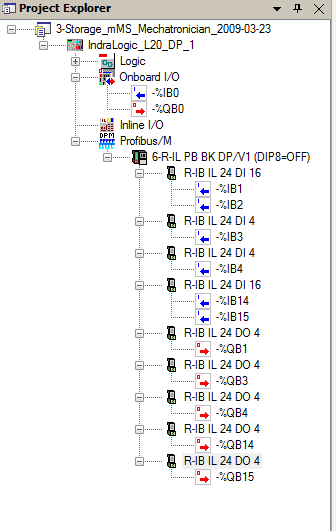 Project Explorer
3-Storage_mMS_Mechatronician_2009-03-23
IndraLogic_L20_DP_1
Logic
Onboard I/O
-%IB0
-%QB0
Inline I/O
Profibus/M
6-R-IL PB BK DP/V1 (DIP8=OFF)
R-IB IL 24 DI 16
-%IB1
-%IB2
R-IB IL 24 DI 4
-%IB3
R-IB IL 24 DI 4
-%IB4
R-IB IL 24 DI 16
-%IB14
-%IB15
R-IB IL 24 DO 4
-%QB1
R-IB IL 24 DO 4
-%QB3
R-IB IL 24 DO 4
-%QB4
R-IB IL 24 DO 4
-%QB14
R-IB IL 24 DO 4
-%QB15